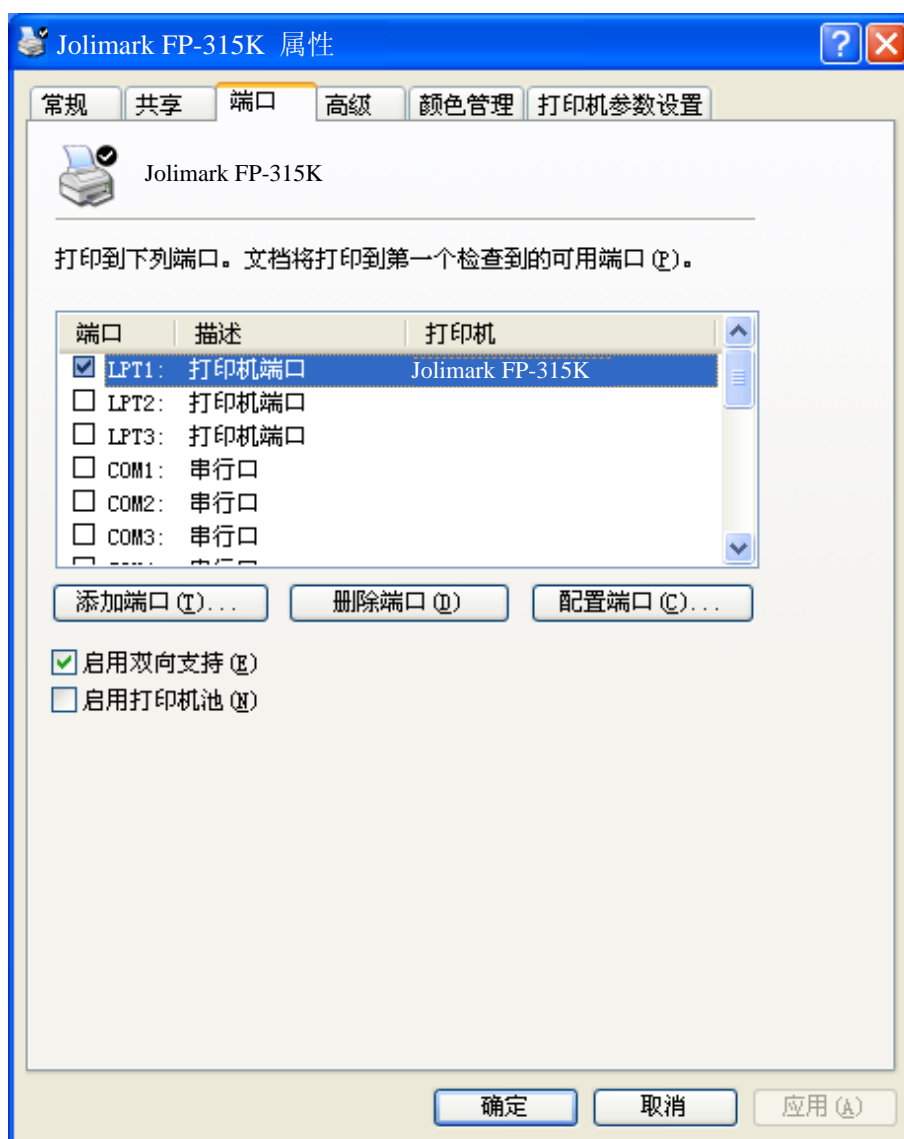 Jolimark FP-315K 属性
常规 共享 端口 高级 颜色管理 打印机参数设置
Jolimark FP-315K
打印到下列端口。文档将打印到第一个检查到的可用端口(P)。
端口 描述 打印机
LPT1: 打印机端口 Jolimark FP-315K
LPT2: 打印机端口
LPT3: 打印机端口
COM1: 串行口
COM2: 串行口
COM3: 串行口
添加端口(T)... 删除端口(D) 配置端口(C)...
启用双向支持(E)
启用打印机池(N)
确定 取消 应用(A)